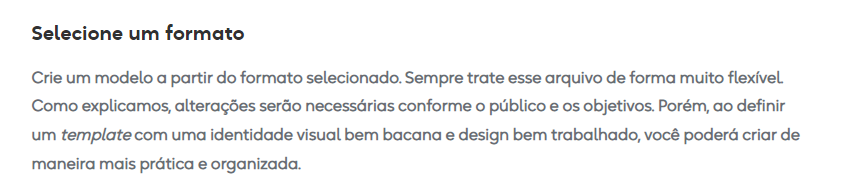 Selecione um formato
Crie um modelo a partir do formato selecionado. Sempre trate esse arquivo de forma muito flexível.
Como explicamos, alterações serão necessárias conforme o público e os objetivos. Porém, ao definir
um template com uma identidade visual bem bacana e design bem trabalhado, você poderá criar de
maneira mais prática e organizada.